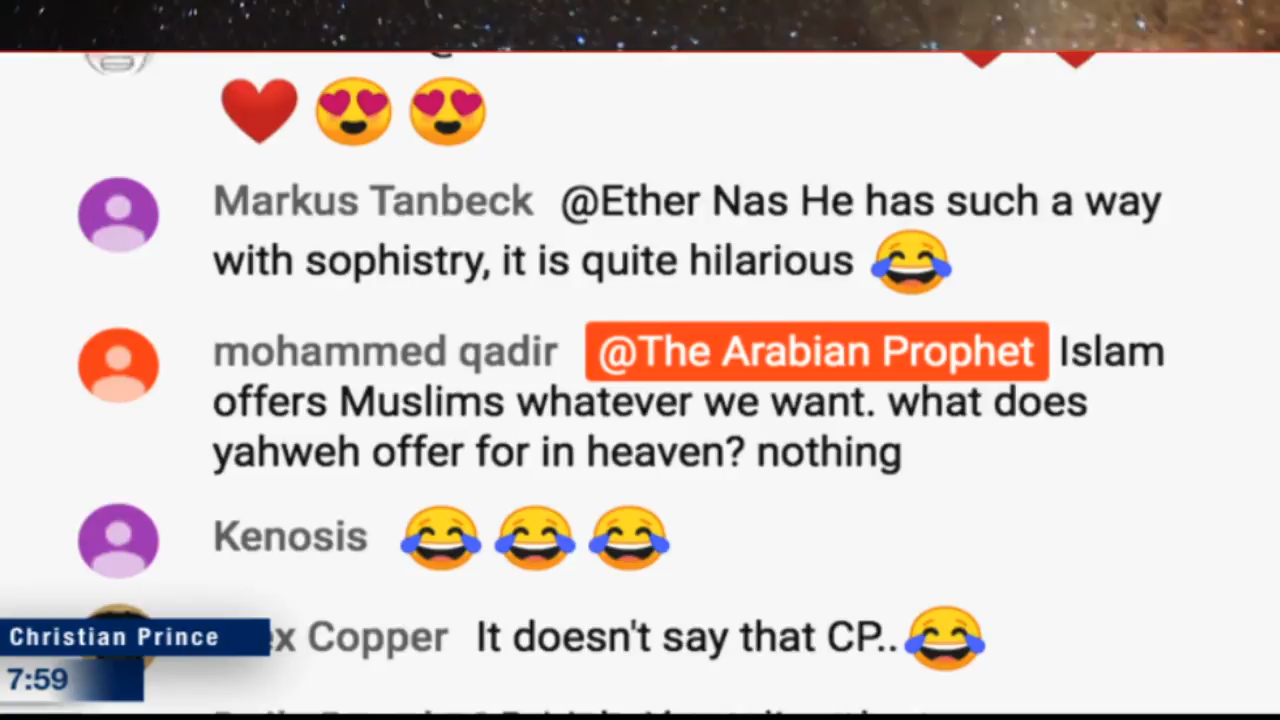 Markus Tanbeck @Ether Nas He has such a way
with sophistry, it is quite hilarious 😂
mohammed qadir @The Arabian Prophet Islam
offers Muslims whatever we want. what does
yahweh offer for in heaven? nothing
Kenosis 😂 😂 😂
Christian Prince
x Copper It doesn't say that CP.. 😂
7:59